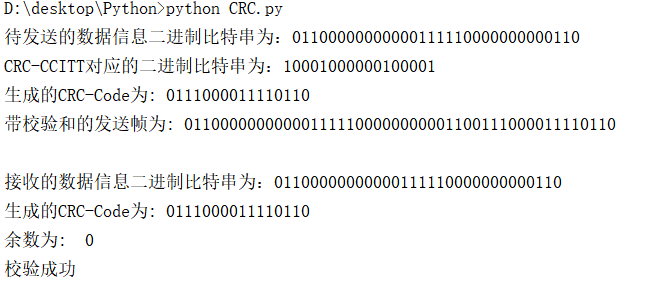 D:\desktop\Python>python CRC.py
待发送的数据信息二进制比特串为: 01100000000001111110000000000110
CRC-CCITT对应的二进制比特串为: 10001000000100001
生成的CRC-Code为: 0111000011110110
带校验和的发送帧为: 011000000000011111100000000001100111000011110110
接收的数据信息二进制比特串为: 01100000000001111110000000000110
生成的CRC-Code为: 0111000011110110
余数为:  0
校验成功